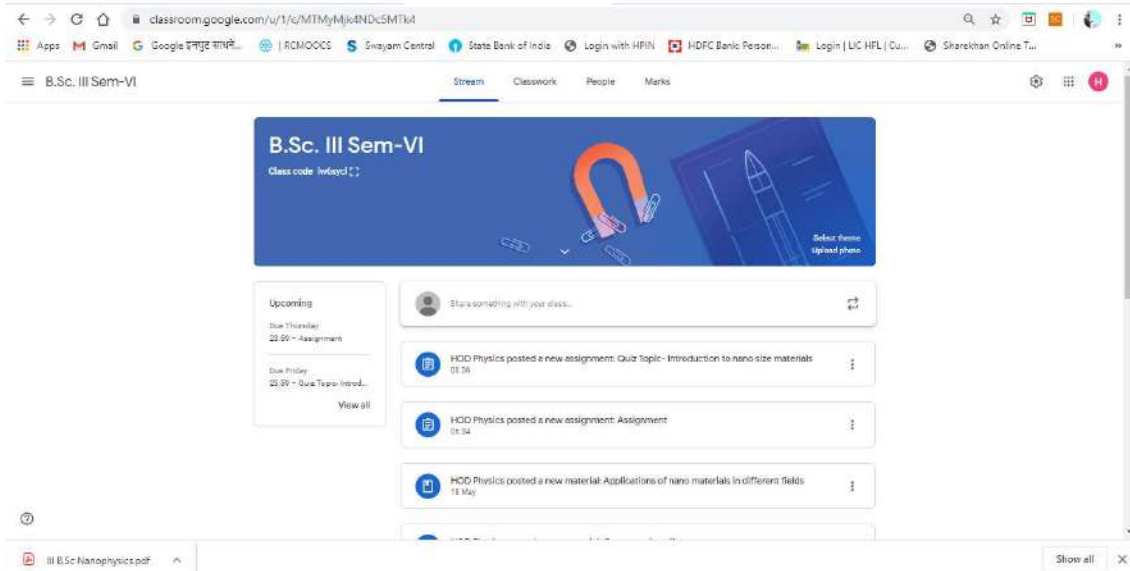 classroom.google.com/u/1/c/MTMyMjk4NDc5MTk4
Apps Gmail Google इनपुट साधने... | RCMOOCS Swayam Central State Bank of India Login with HPIN HDFC Bank Person... Login | LIC HFL | Cu... Sharekhan Online T... »
B.Sc. III Sem-VI Stream Classwork People Marks H
B.Sc. III Sem-VI
Class code
Select theme
Upload photo
Upcoming
Due Thursday
23:59 – Assignment
Due Friday
23:59 – Quiz Topic- Introd...
View all
Share something with your class...
HOD Physics posted a new assignment: Quiz Topic- Introduction to nano size materials
HOD Physics posted a new assignment: Assignment
HOD Physics posted a new material: Applications of nano materials in different fields
May
III B.Sc Nanophysics.pdf Show all